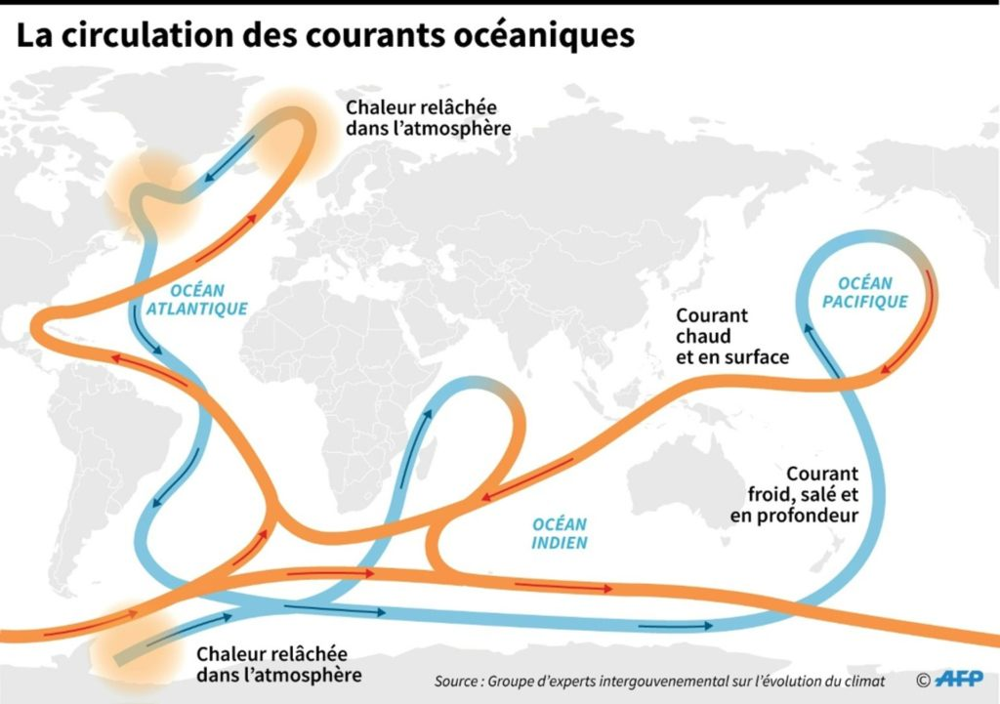 La circulation des courants océaniques
Chaleur relâchée
dans l'atmosphère
OCÉAN
ATLANTIQUE
OCÉAN
PACIFIQUE
Courant
chaud
et en surface
Courant
froid, salé et
en profondeur
OCÉAN
INDIEN
Chaleur relâchée
dans l'atmosphère
Source : Groupe d'experts intergouvenemental sur l'évolution du climat
© AFP